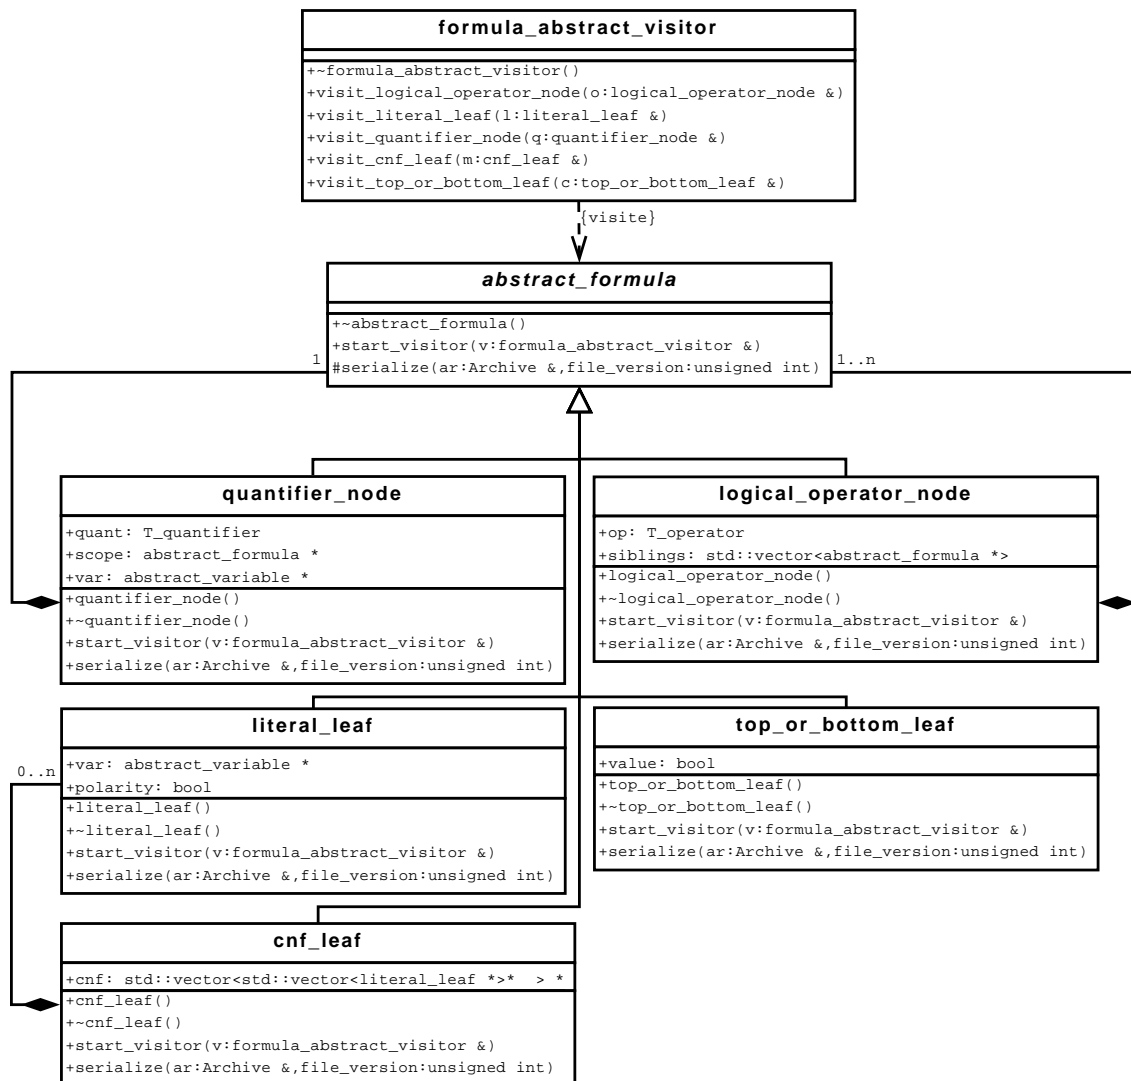 formula_abstract_visitor
+~formula_abstract_visitor()
+visit_logical_operator_node(o:logical_operator_node &)
+visit_literal_leaf(l:literal_leaf &)
+visit_quantifier_node(q:quantifier_node &)
+visit_cnf_leaf(m:cnf_leaf &)
+visit_top_or_bottom_leaf(c:top_or_bottom_leaf &)
{visite}
abstract_formula
+~abstract_formula()
+start_visitor(v:formula_abstract_visitor &)
#serialize(ar:Archive &,file_version:unsigned int)
1
1..n
quantifier_node
+quant: T_quantifier
+scope: abstract_formula *
+var: abstract_variable *
+quantifier_node()
+~quantifier_node()
+start_visitor(v:formula_abstract_visitor &)
+serialize(ar:Archive &,file_version:unsigned int)
logical_operator_node
+op: T_operator
+siblings: std::vector<abstract_formula *>
+logical_operator_node()
+~logical_operator_node()
+start_visitor(v:formula_abstract_visitor &)
+serialize(ar:Archive &,file_version:unsigned int)
literal_leaf
+var: abstract_variable *
+polarity: bool
+literal_leaf()
+~literal_leaf()
+start_visitor(v:formula_abstract_visitor &)
+serialize(ar:Archive &,file_version:unsigned int)
0..n
top_or_bottom_leaf
+value: bool
+top_or_bottom_leaf()
+~top_or_bottom_leaf()
+start_visitor(v:formula_abstract_visitor &)
+serialize(ar:Archive &,file_version:unsigned int)
cnf_leaf
+cnf: std::vector<std::vector<literal_leaf *>*  > *
+cnf_leaf()
+~cnf_leaf()
+start_visitor(v:formula_abstract_visitor &)
+serialize(ar:Archive &,file_version:unsigned int)